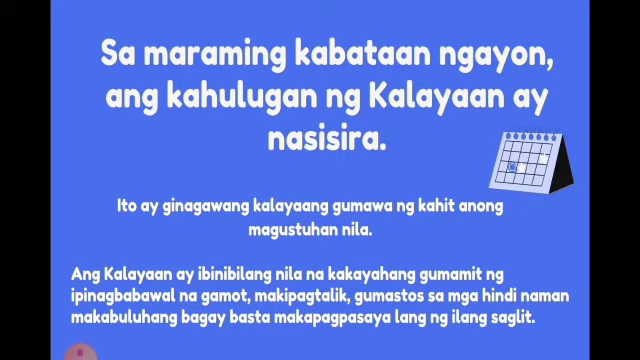 Sa maraming kabataan ngayon,
ang kahulugan ng Kalayaan ay
nasisira.
Ito ay ginagawang kalayaang gumawa ng kahit anong
magustuhan nila.
Ang Kalayaan ay ibinibilang nila na kakayahang gumamit ng
ipinagbabawal na gamot, makipagtalik, gumastos sa mga hindi naman
makabuluhang bagay basta makapagpasaya lang ng ilang saglit.